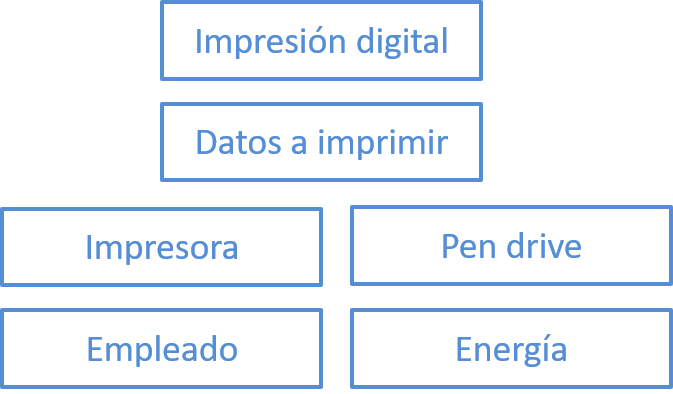 Impresión digital
Datos a imprimir
Impresora
Pen drive
Empleado
Energía